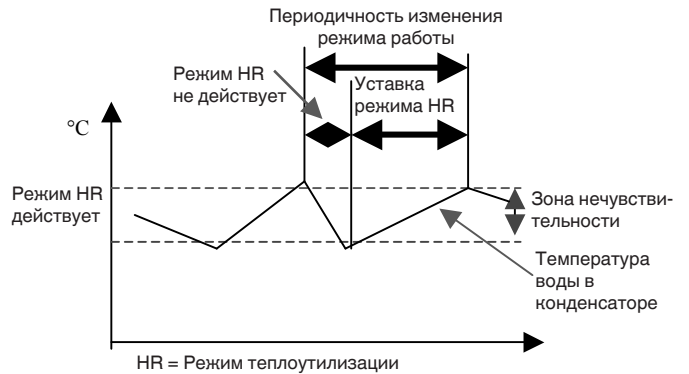 Периодичность изменения
режима работы
Режим HR
не действует
Уставка
режима HR
°C
Режим HR
действует
Зона нечувстви-
тельности
Температура
воды в
конденсаторе
HR = Режим теплоутилизации